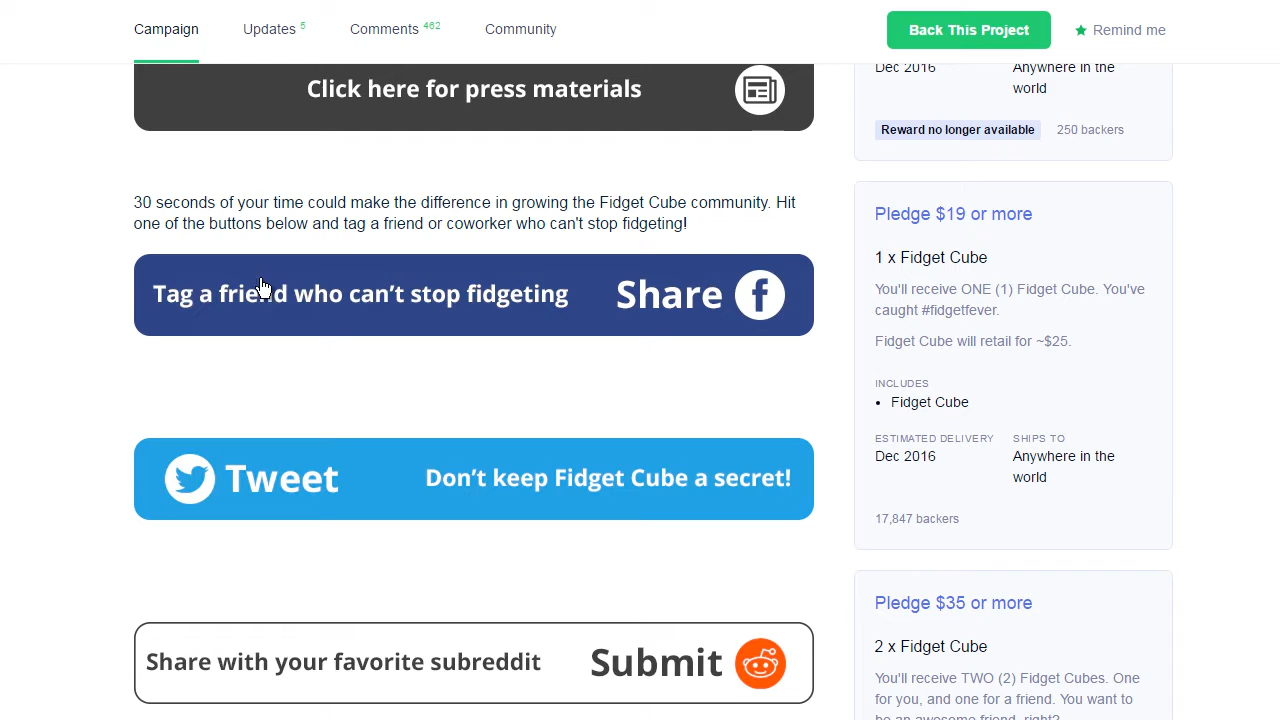 Campaign
Updates 5
Comments 462
Community
Back This Project
Remind me
Click here for press materials
30 seconds of your time could make the difference in growing the Fidget Cube community. Hit
one of the buttons below and tag a friend or coworker who can't stop fidgeting!
Tag a friend who can't stop fidgeting
Share
Tweet
Don't keep Fidget Cube a secret!
Share with your favorite subreddit
Submit
Dec 2016
Anywhere in the
world
Reward no longer available
250 backers
Pledge $19 or more
1 x Fidget Cube
You'll receive ONE (1) Fidget Cube. You've
caught #fidgetfever.
Fidget Cube will retail for ~$25.
INCLUDES
• Fidget Cube
ESTIMATED DELIVERY
SHIPS TO
Dec 2016
Anywhere in the
world
17,847 backers
Pledge $35 or more
2 x Fidget Cube
You'll receive TWO (2) Fidget Cubes. One
for you, and one for a friend. You want to
be an awesome friend, right?